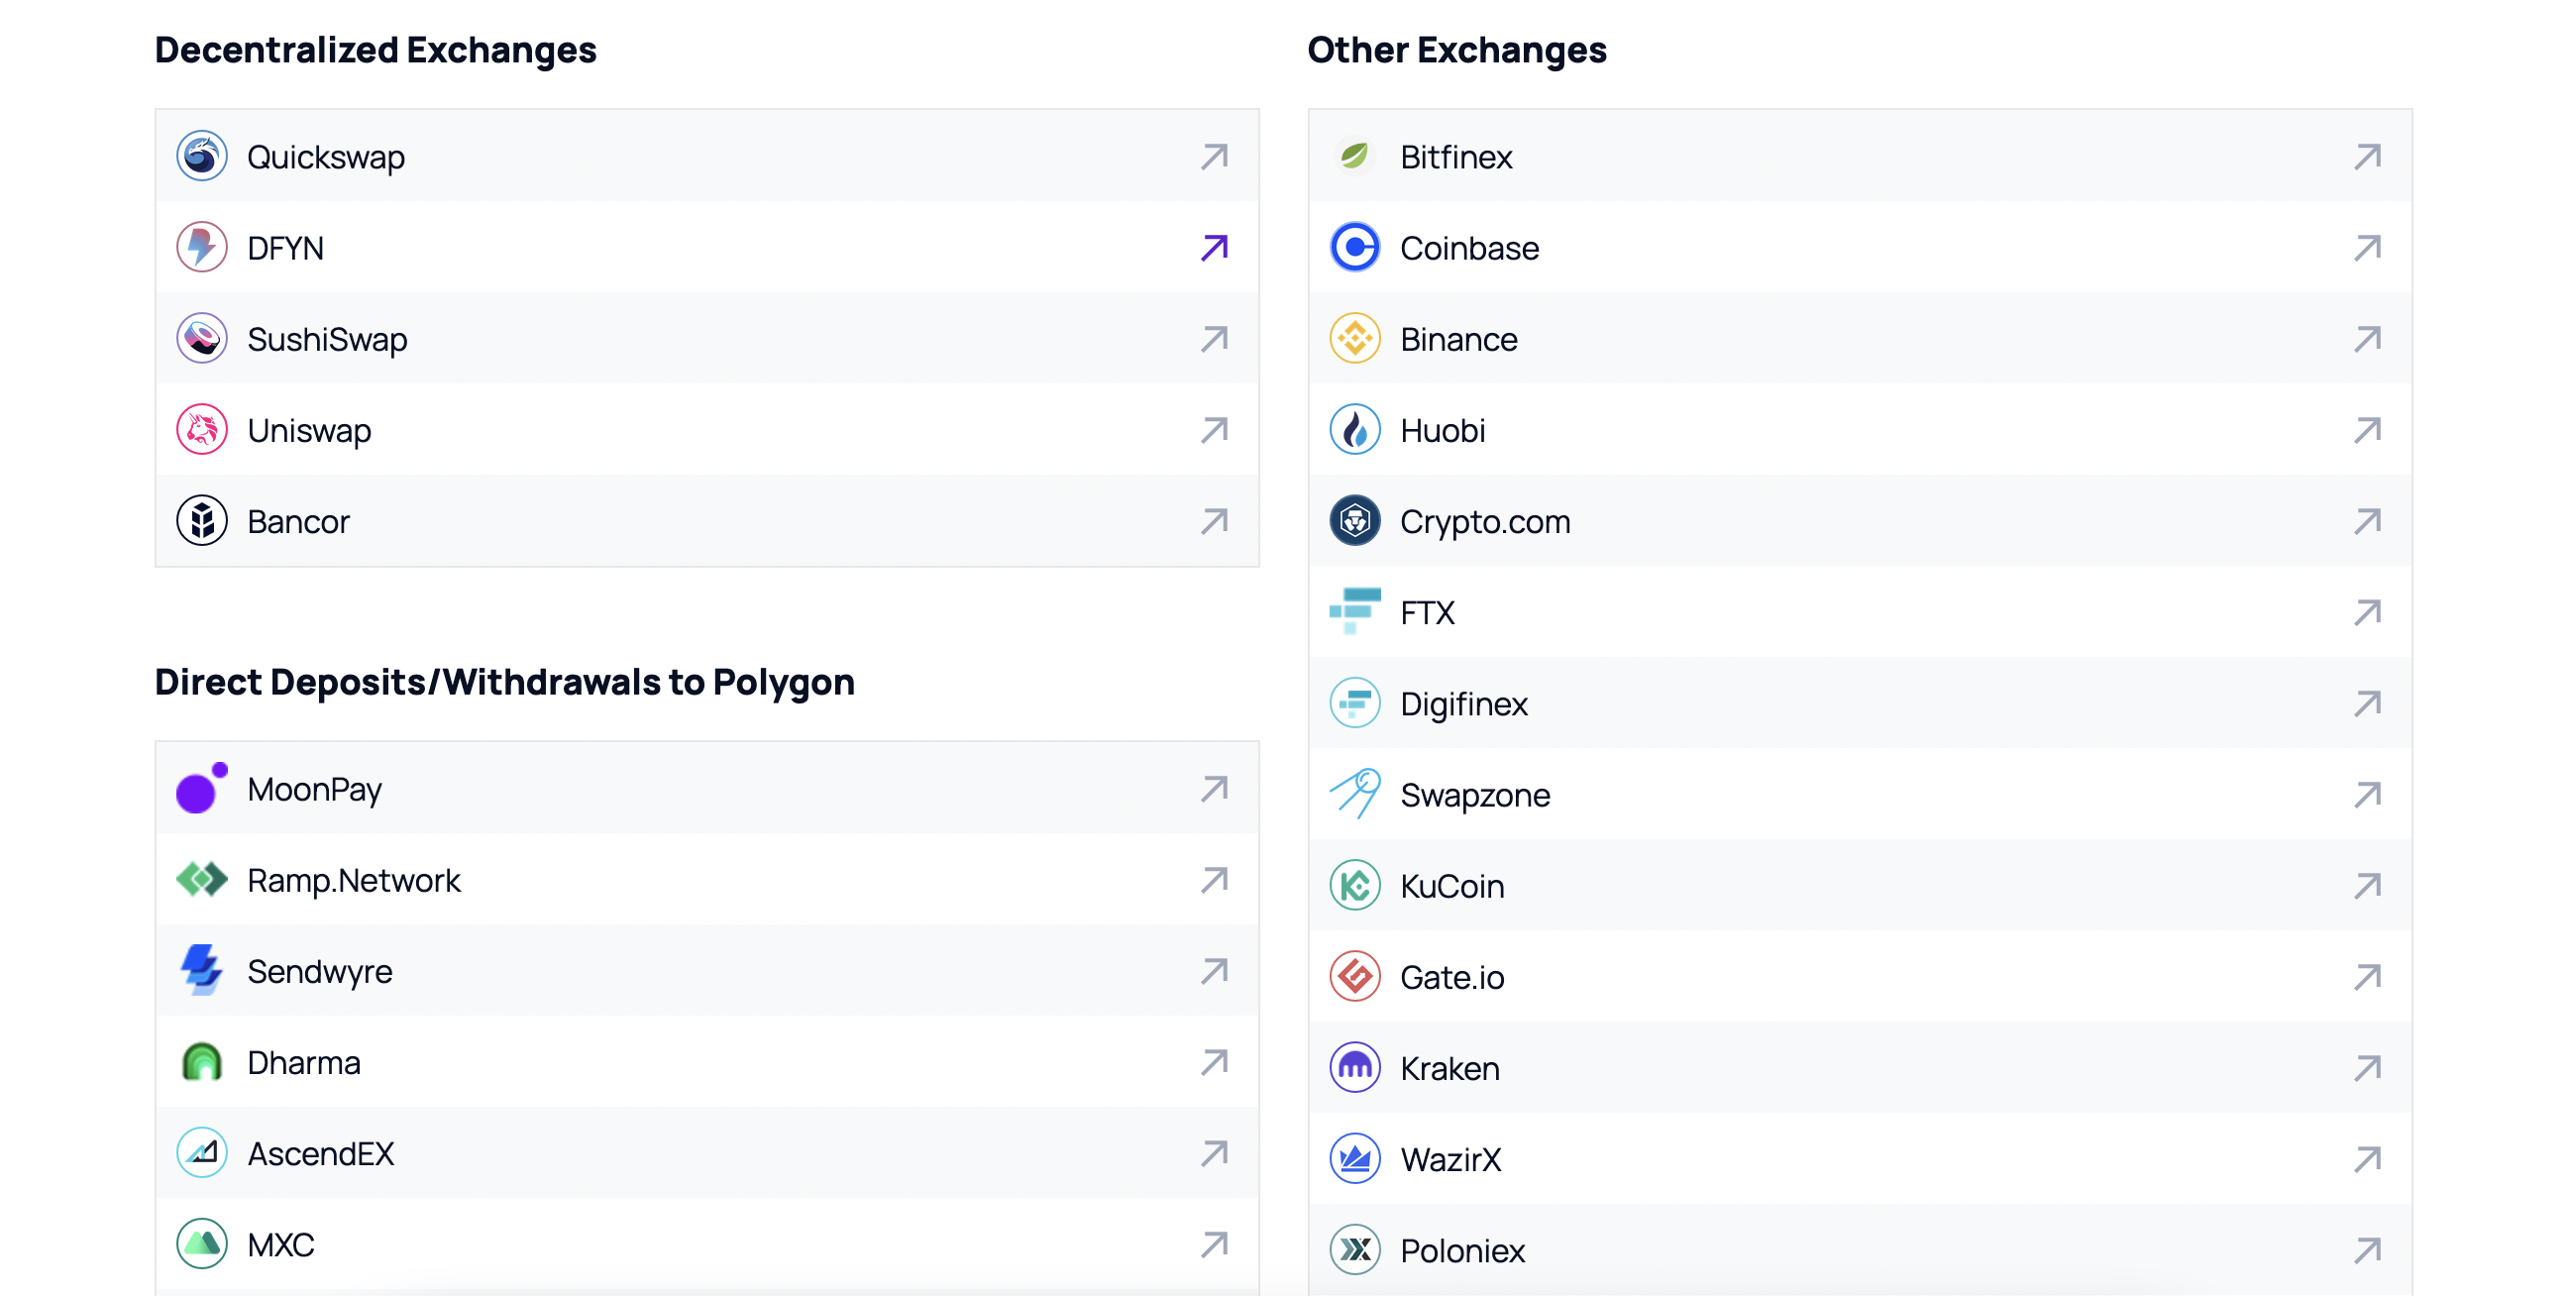 Decentralized Exchanges
Quickswap
DFYN
SushiSwap
Uniswap
Bancor
Direct Deposits/Withdrawals to Polygon
MoonPay
Ramp.Network
Sendwyre
Dharma
AscendEX
MXC
Other Exchanges
Bitfinex
Coinbase
Binance
Huobi
Crypto.com
FTX
Digifinex
Swapzone
KuCoin
Gate.io
Kraken
WazirX
Poloniex